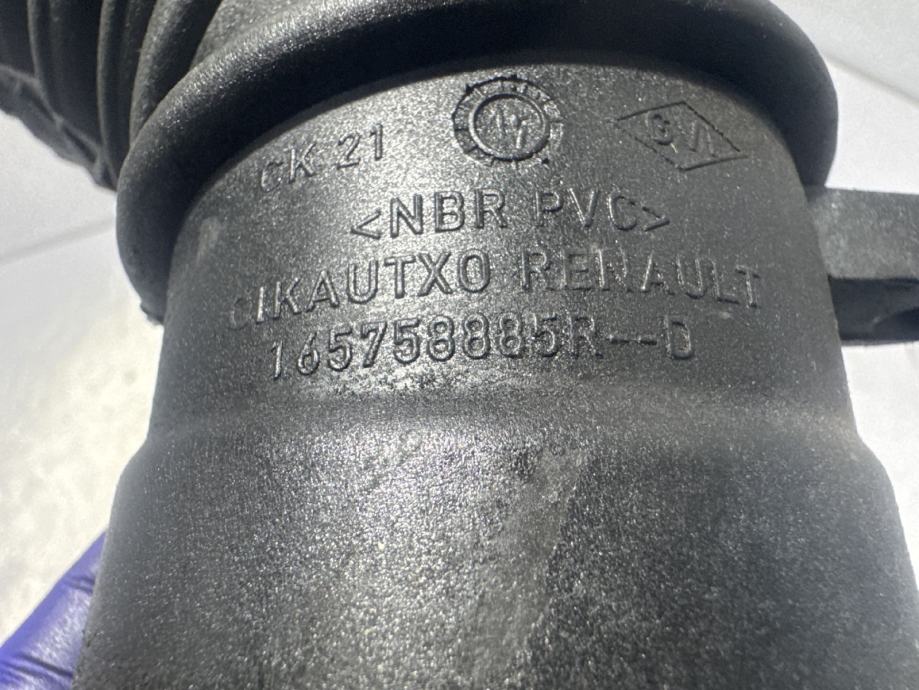 CK 21
<NBR PVC>
CIKAUTXO RENAULT
165758885R--D